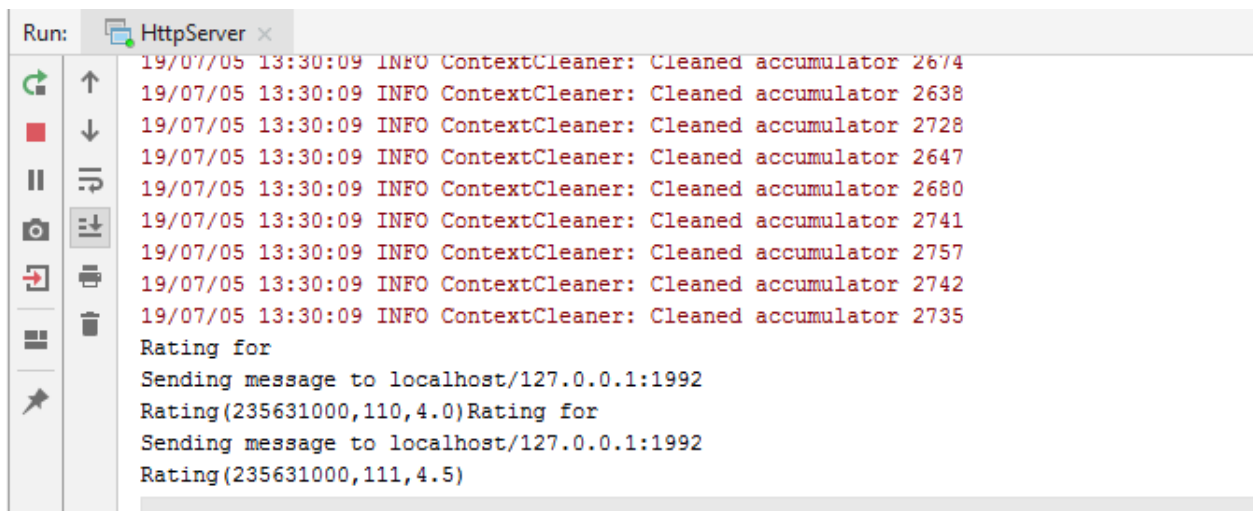 Run: HttpServer
19/07/05 13:30:09 INFO ContextCleaner: Cleaned accumulator 2674
19/07/05 13:30:09 INFO ContextCleaner: Cleaned accumulator 2638
19/07/05 13:30:09 INFO ContextCleaner: Cleaned accumulator 2728
19/07/05 13:30:09 INFO ContextCleaner: Cleaned accumulator 2647
19/07/05 13:30:09 INFO ContextCleaner: Cleaned accumulator 2680
19/07/05 13:30:09 INFO ContextCleaner: Cleaned accumulator 2741
19/07/05 13:30:09 INFO ContextCleaner: Cleaned accumulator 2757
19/07/05 13:30:09 INFO ContextCleaner: Cleaned accumulator 2742
19/07/05 13:30:09 INFO ContextCleaner: Cleaned accumulator 2735
Rating for
Sending message to localhost/127.0.0.1:1992
Rating(235631000,110,4.0)Rating for
Sending message to localhost/127.0.0.1:1992
Rating(235631000,111,4.5)